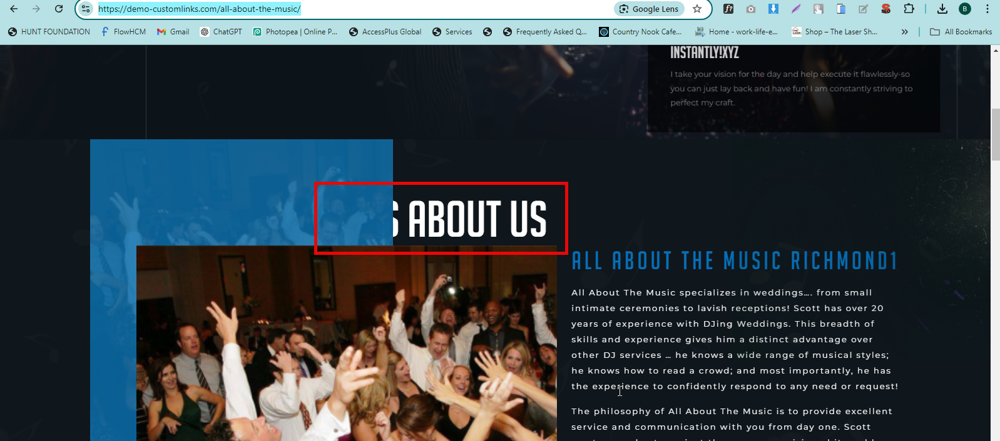 https://demo-customlinks.com/all-about-the-music/
Google Lens
f?
SEO
B
HUNT FOUNDATION
FlowHCM
Gmail
ChatGPT
Photopea | Online P...
AccessPlus Global
Services
Frequently Asked Q...
Country Nook Cafe...
Home - work-life-e...
Shop – The Laser Sh...
»
All Bookmarks
INSTANTLY!XYZ
I take your vision for the day and help execute it flawlessly-so
you can just lay back and have fun! I am constantly striving to
perfect my craft.
S ABOUT US
ALL ABOUT THE MUSIC RICHMOND1
All About The Music specializes in weddings…. from small
intimate ceremonies to lavish receptions! Scott has over 20
years of experience with DJing Weddings. This breadth of
skills and experience gives him a distinct advantage over
other DJ services … he knows a wide range of musical styles;
he knows how to read a crowd; and most importantly, he has
the experience to confidently respond to any need or request!
The philosophy of All About The Music is to provide excellent
service and communication with you from day one. Scott